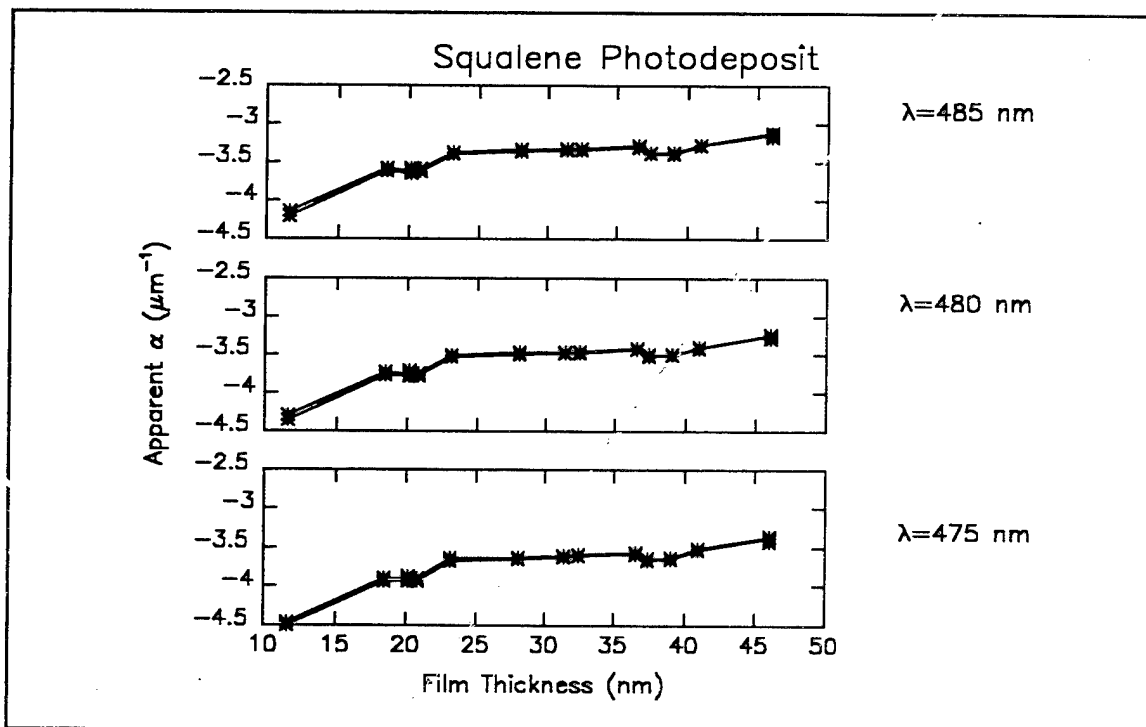 Squalene Photodeposit
-2.5
-3
-3.5
-4
-4.5
λ=485 nm
-2.5
-3
-3.5
-4
-4.5
λ=480 nm
-2.5
-3
-3.5
-4
-4.5
λ=475 nm
10 15 20 25 30 35 40 45 50
Film Thickness (nm)
Apparent α (μm⁻¹)